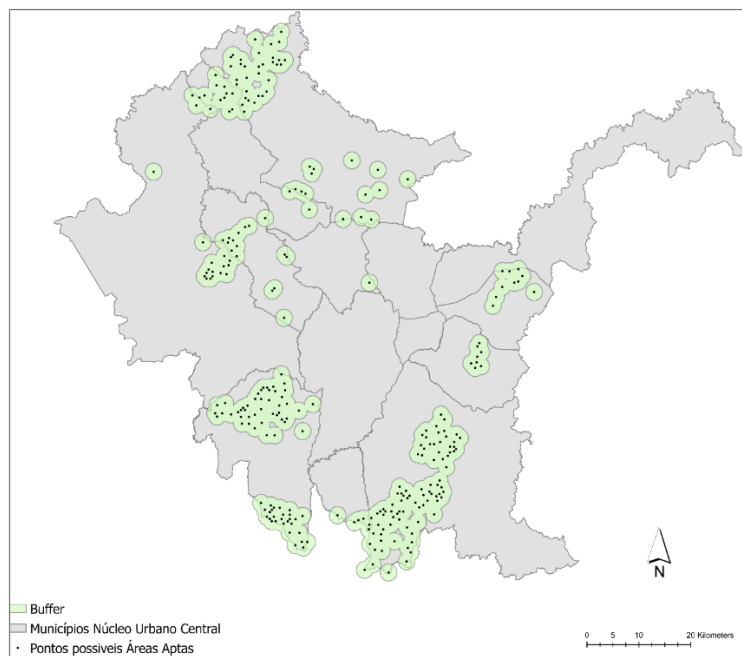 N
Buffer
Municípios Núcleo Urbano Central
Pontos possiveis Áreas Aptas
0 5 10 20 Kilometers